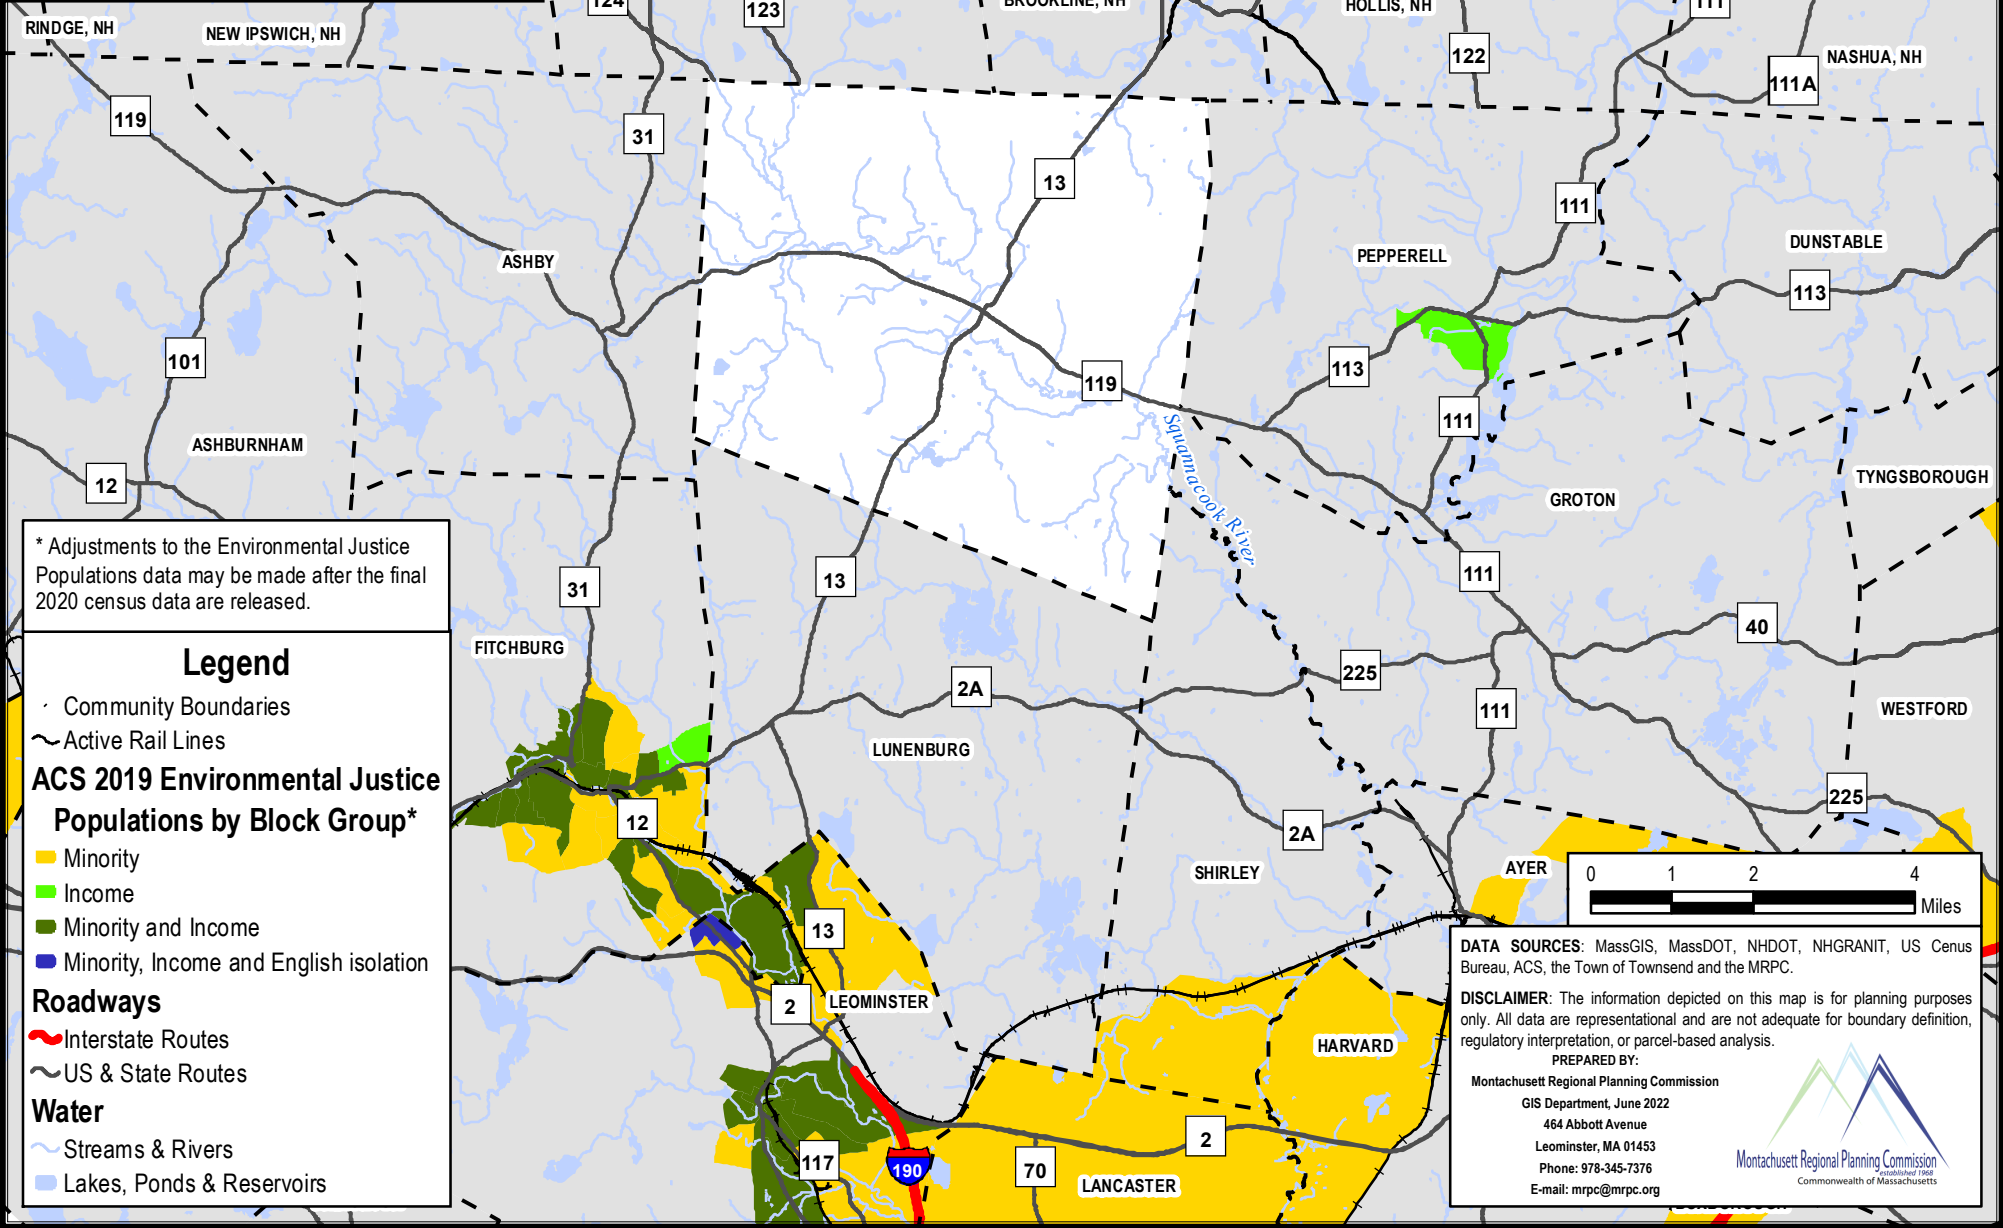 124
123
BROOKLINE, NH
HOLLIS, NH
111
RINDGE, NH
NEW IPSWICH, NH
122
NASHUA, NH
111A
119
31
13
111
ASHBY
PEPPERELL
DUNSTABLE
113
101
113
119
111
ASHBURNHAM
12
Squannacook River
GROTON
TYNGSBOROUGH
* Adjustments to the Environmental Justice
Populations data may be made after the final
2020 census data are released.
31
13
111
40
FITCHBURG
225
2A
111
WESTFORD
LUNENBURG
12
2A
225
SHIRLEY
AYER
13
2
LEOMINSTER
HARVARD
117
190
70
2
LANCASTER
Legend
Community Boundaries
Active Rail Lines
ACS 2019 Environmental Justice
Populations by Block Group*
Minority
Income
Minority and Income
Minority, Income and English isolation
Roadways
Interstate Routes
US & State Routes
Water
Streams & Rivers
Lakes, Ponds & Reservoirs
0 1 2 4
Miles
DATA SOURCES: MassGIS, MassDOT, NHDOT, NHGRANIT, US Cenus
Bureau, ACS, the Town of Townsend and the MRPC.
DISCLAIMER: The information depicted on this map is for planning purposes
only. All data are representational and are not adequate for boundary definition,
regulatory interpretation, or parcel-based analysis.
PREPARED BY:
Montachusett Regional Planning Commission
GIS Department, June 2022
464 Abbott Avenue
Leominster, MA 01453
Phone: 978-345-7376
E-mail: mrpc@mrpc.org
Montachusett Regional Planning Commission
established 1968
Commonwealth of Massachusetts